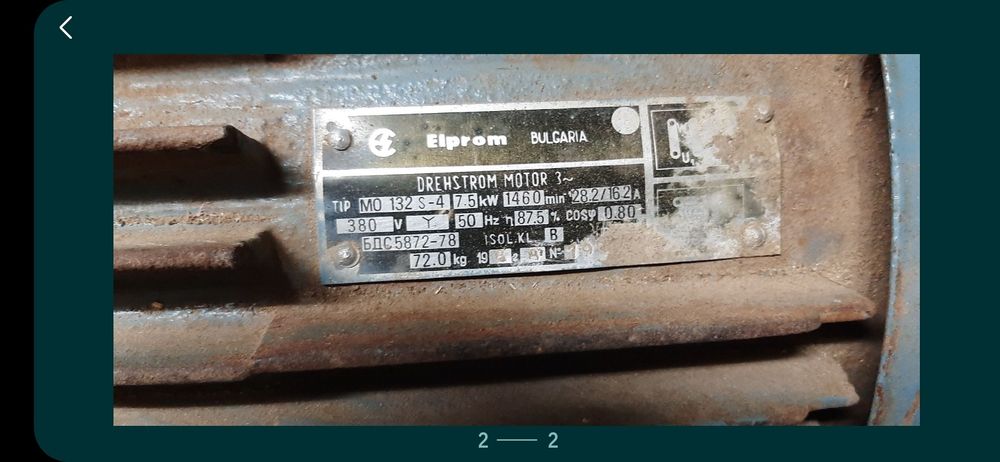 Elprom BULGARIA
DREHSTROM MOTOR 3~
TIP MO 132 S-4 7.5 kW 1460 min 28.2/16.2 A
380 V Y 50 Hz η 87.5 % cosφ 0.80
БДС5872-78 ISOL.KL. B
72.0 kg 19 N°
U,
2 — 2